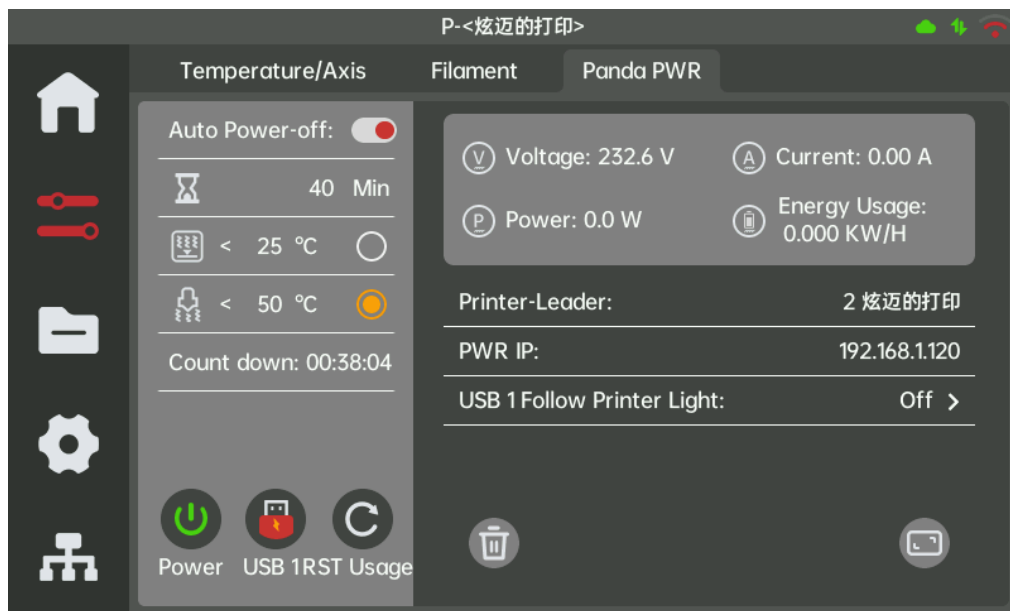 P-<炫迈的打印>
Temperature/Axis Filament Panda PWR
Auto Power-off:
40 Min
< 25 °C
< 50 °C
Count down: 00:38:04
Power USB 1 RST Usage
V Voltage: 232.6 V A Current: 0.00 A
P Power: 0.0 W Energy Usage:
0.000 KW/H
Printer-Leader: 2 炫迈的打印
PWR IP: 192.168.1.120
USB 1 Follow Printer Light: Off >